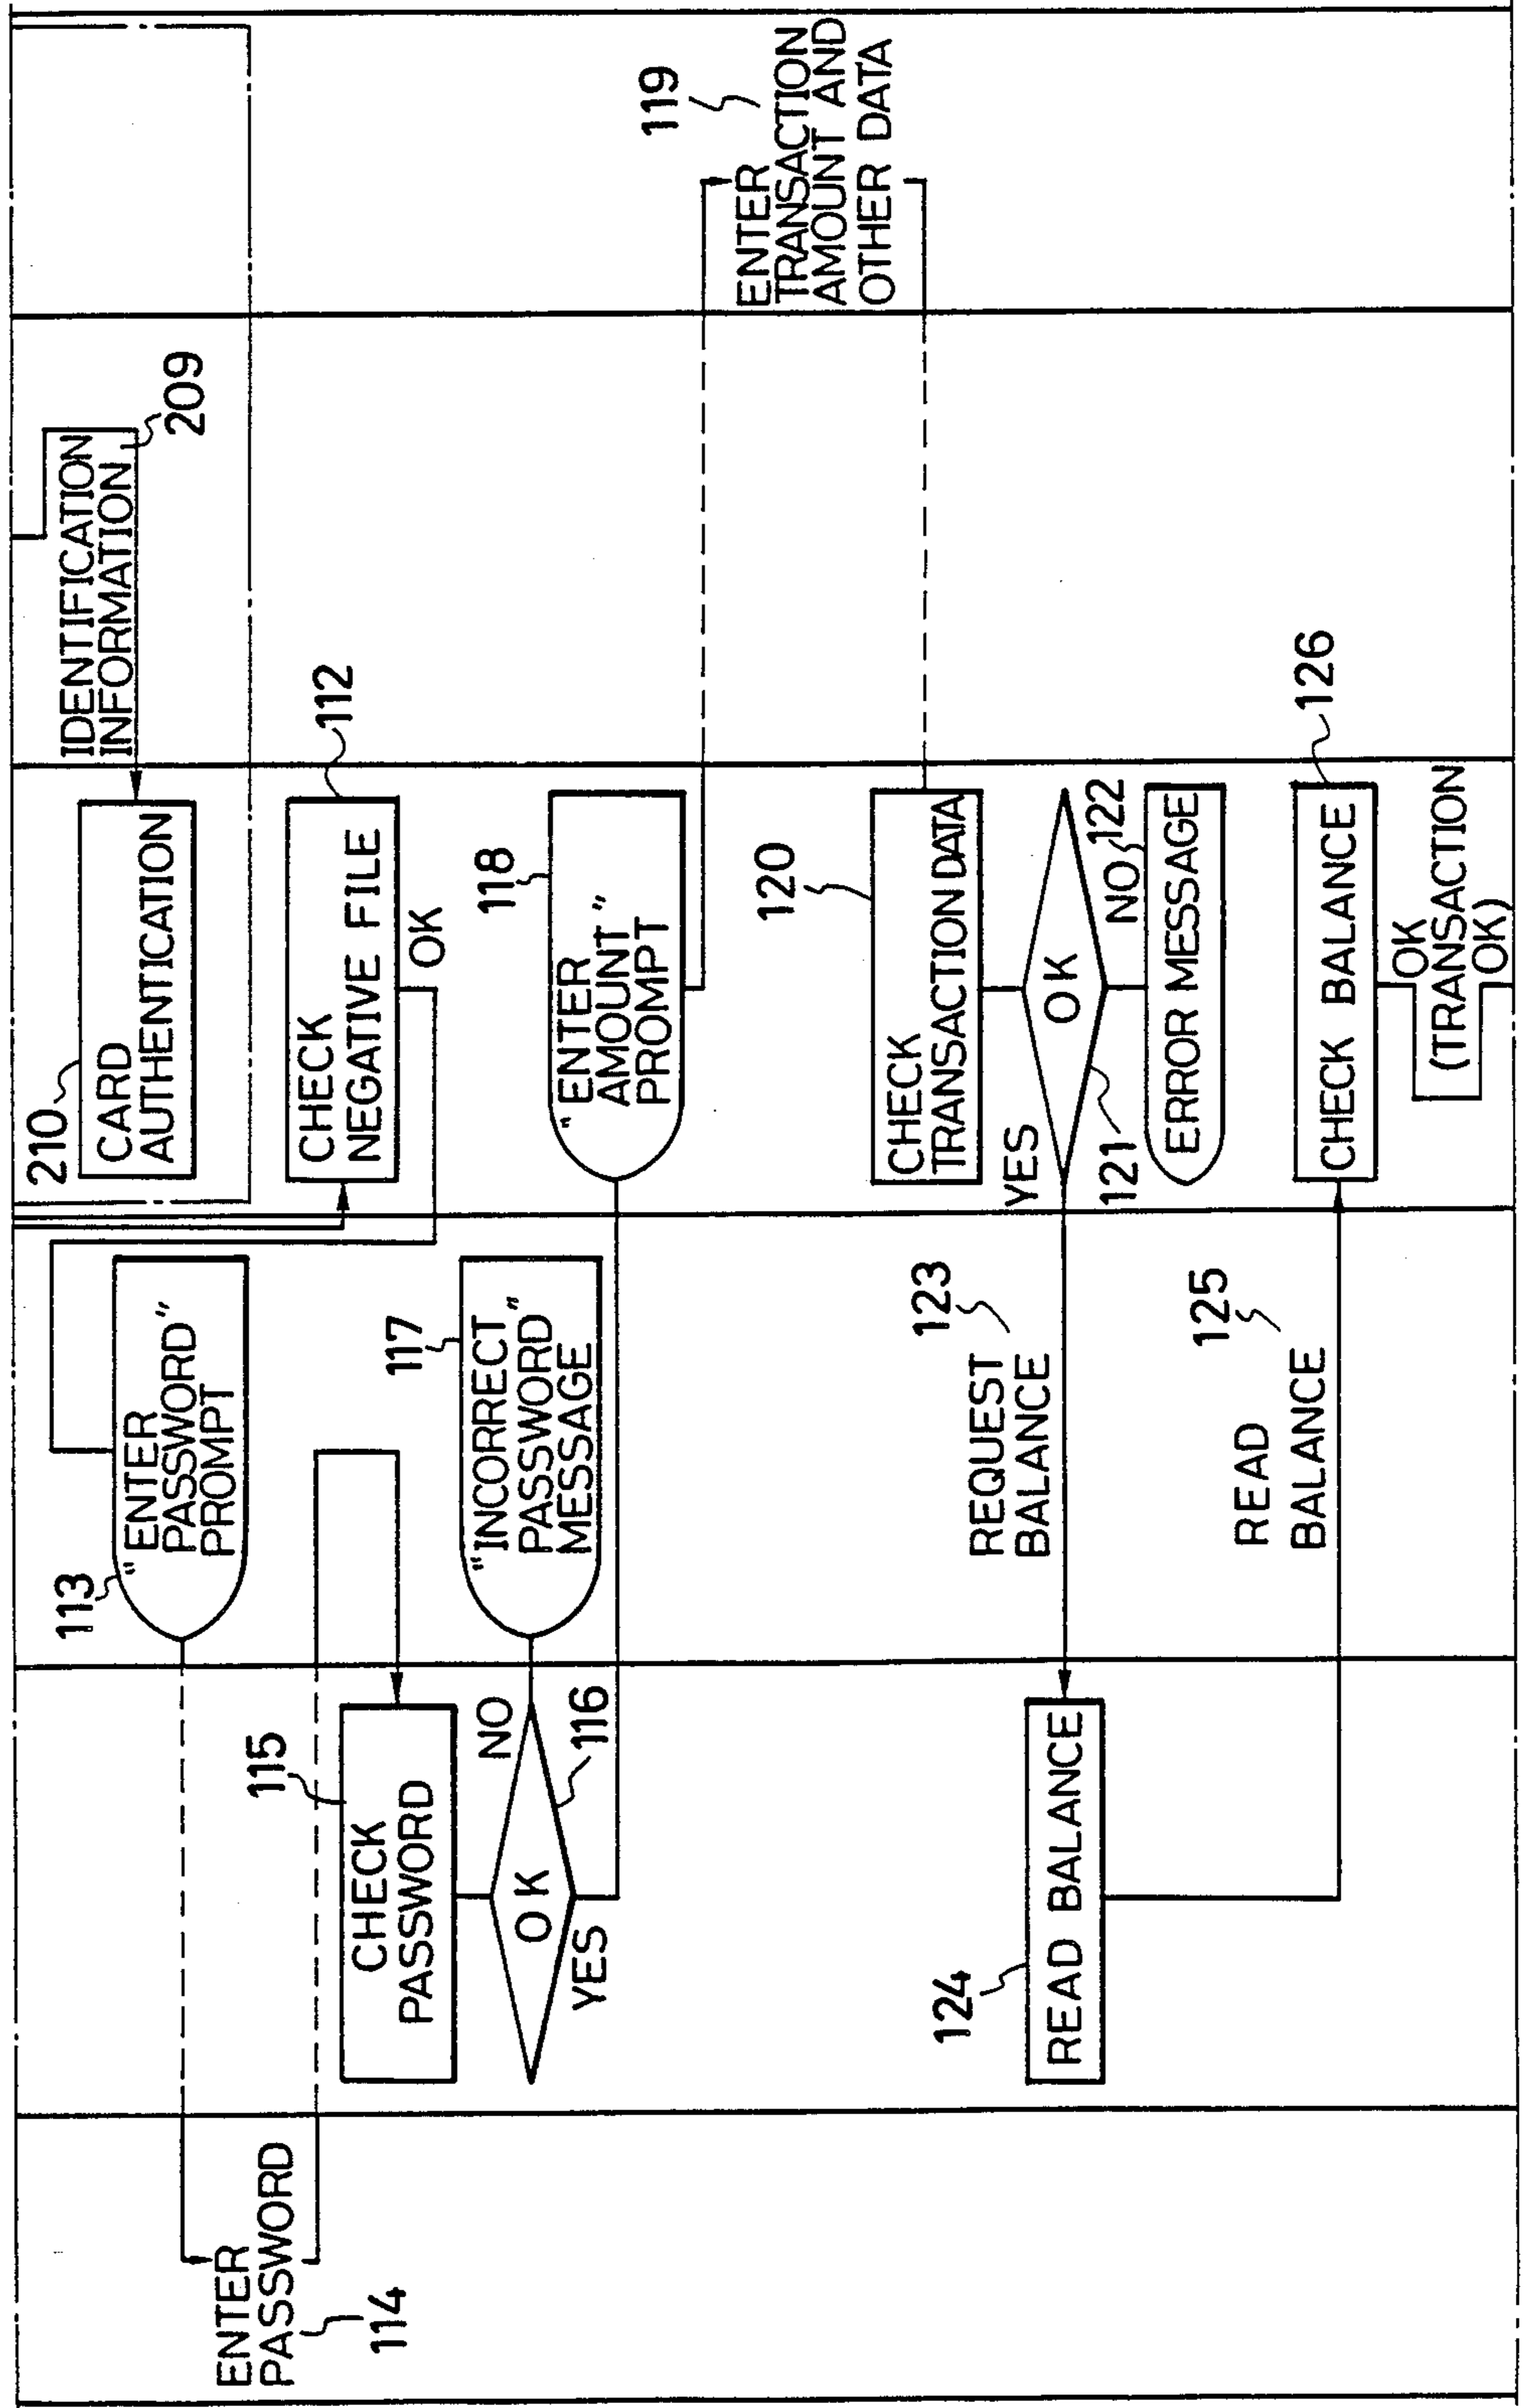 IDENTIFICATION
INFORMATION
209
210
CARD
AUTHENTICATION
113
"ENTER
PASSWORD"
PROMPT
112
CHECK
NEGATIVE FILE
OK
ENTER
PASSWORD
114
115
CHECK
PASSWORD
OK
NO
YES
116
117
"INCORRECT
PASSWORD"
MESSAGE
118
"ENTER
AMOUNT"
PROMPT
119
ENTER
TRANSACTION
AMOUNT AND
OTHER DATA
120
CHECK
TRANSACTION DATA
OK
YES
121
NO
122
ERROR MESSAGE
123
REQUEST
BALANCE
124
READ BALANCE
125
READ
BALANCE
126
CHECK BALANCE
OK
(TRANSACTION
OK)